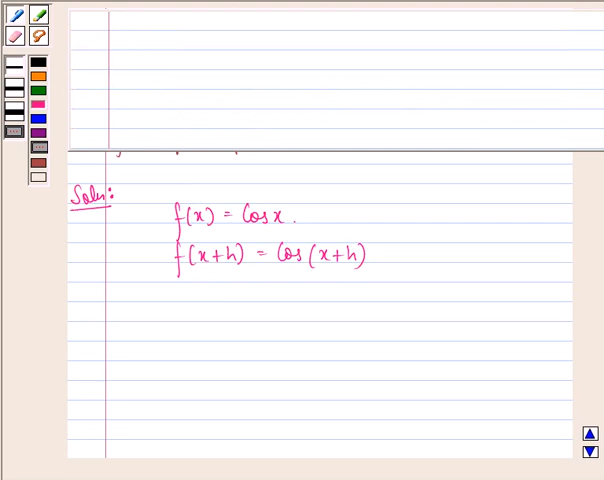 Soln:
f(x) = Cos x.
f(x+h) = Cos (x+h)